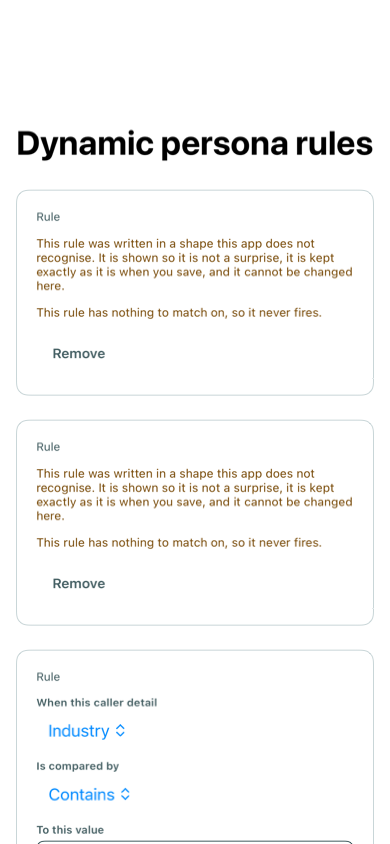 Dynamic persona rules
Rule
This rule was written in a shape this app does not
recognise. It is shown so it is not a surprise, it is kept
exactly as it is when you save, and it cannot be changed
here.
This rule has nothing to match on, so it never fires.
Remove
Rule
This rule was written in a shape this app does not
recognise. It is shown so it is not a surprise, it is kept
exactly as it is when you save, and it cannot be changed
here.
This rule has nothing to match on, so it never fires.
Remove
Rule
When this caller detail
Industry
Is compared by
Contains
To this value